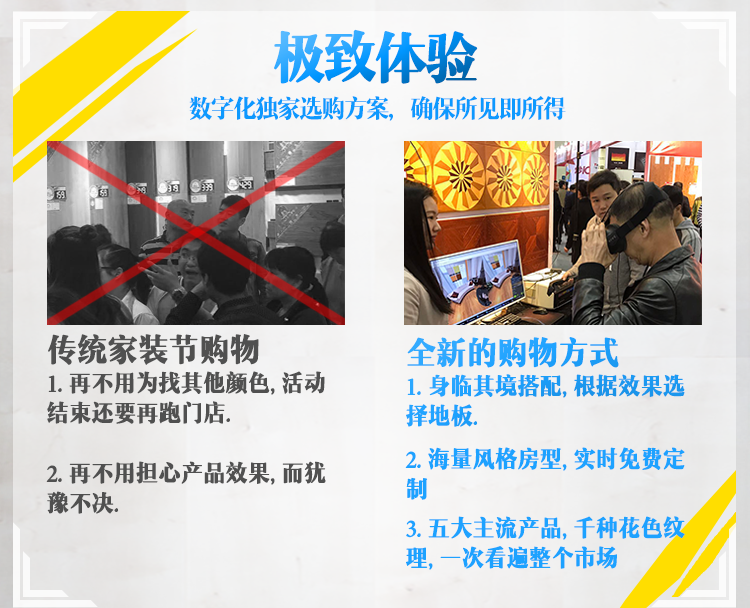 极致体验
数字化独家选购方案，确保所见即所得
159
149
319
339
429
传统家装节购物
1. 再不用为找其他颜色, 活动
结束还要再跑门店.
2. 再不用担心产品效果, 而犹
豫不决.
全新的购物方式
1. 身临其境搭配, 根据效果选
择地板.
2. 海量风格房型, 实时免费定
制
3. 五大主流产品, 千种花色纹
理, 一次看遍整个市场